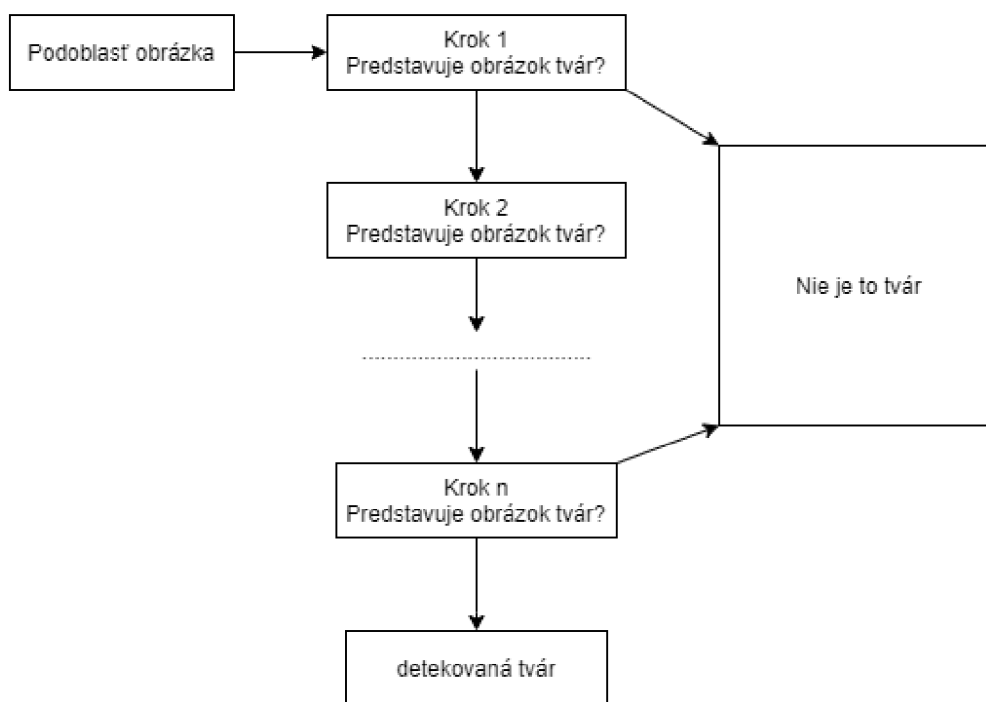 Podoblasť obrázka
Krok 1
Predstavuje obrázok tvár?
Krok 2
Predstavuje obrázok tvár?
Nie je to tvár
Krok n
Predstavuje obrázok tvár?
detekovaná tvár